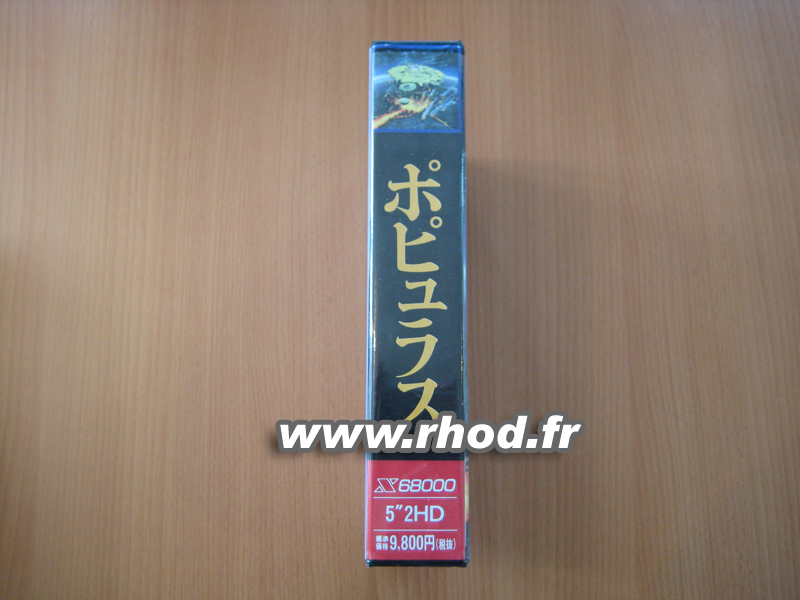 ポピュラス
www.rhod.fr
X68000
5"2HD
標準価格 9.800円(税抜)